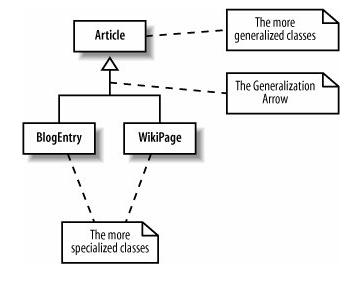 Article
The more
generalized classes
The Generalization
Arrow
BlogEntry
WikiPage
The more
specialized classes